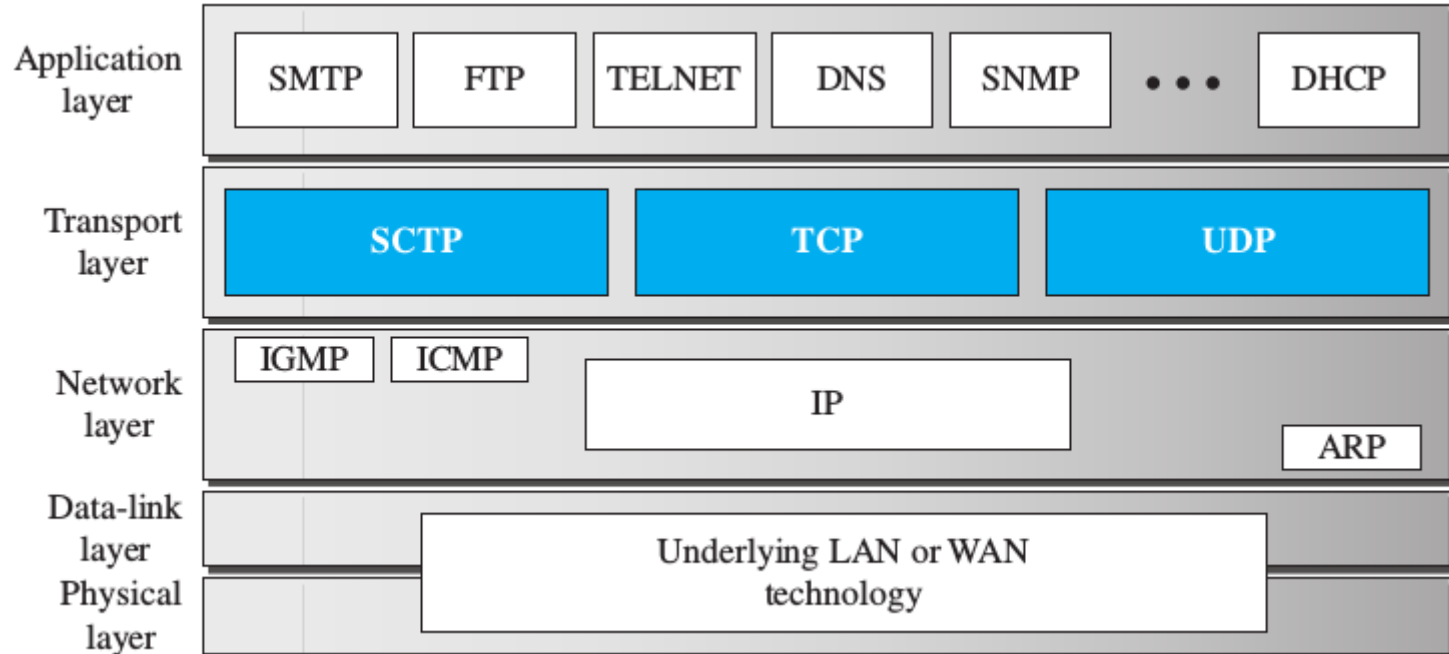 Application
layer
SMTP
FTP
TELNET
DNS
SNMP
• • •
DHCP
Transport
layer
SCTP
TCP
UDP
Network
layer
IGMP
ICMP
IP
ARP
Data-link
layer
Physical
layer
Underlying LAN or WAN
technology